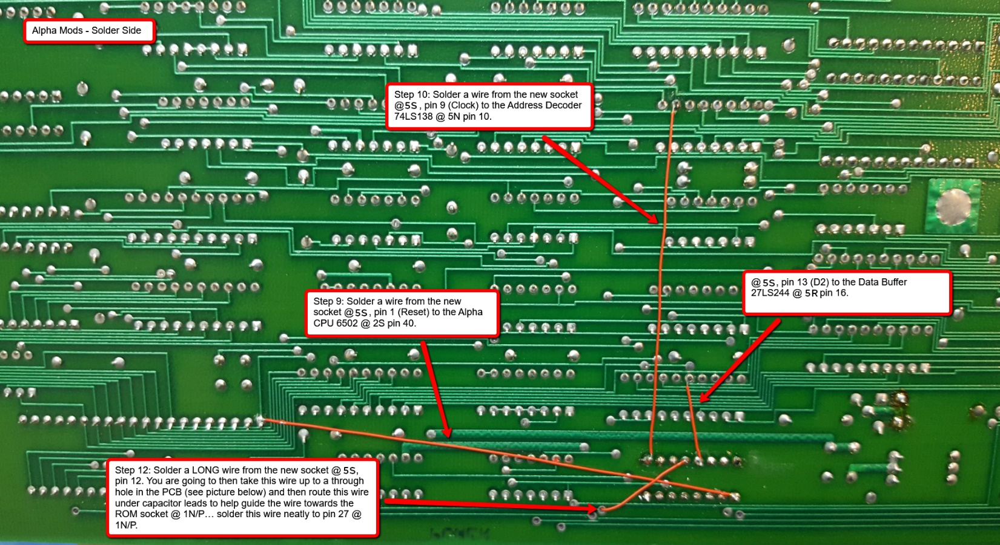 Alpha Mods - Solder Side
Step 10: Solder a wire from the new socket
@5S, pin 9 (Clock) to the Address Decoder
74LS138 @ 5N pin 10.
@5S, pin 13 (D2) to the Data Buffer
27LS244 @ 5R pin 16.
Step 9: Solder a wire from the new
socket @5S, pin 1 (Reset) to the Alpha
CPU 6502 @ 2S pin 40.
Step 12: Solder a LONG wire from the new socket @ 5S,
pin 12. You are going to then take this wire up to a through
hole in the PCB (see picture below) and then route this wire
under capacitor leads to help guide the wire towards the
ROM socket @ 1N/P... solder this wire neatly to pin 27 @
1N/P.